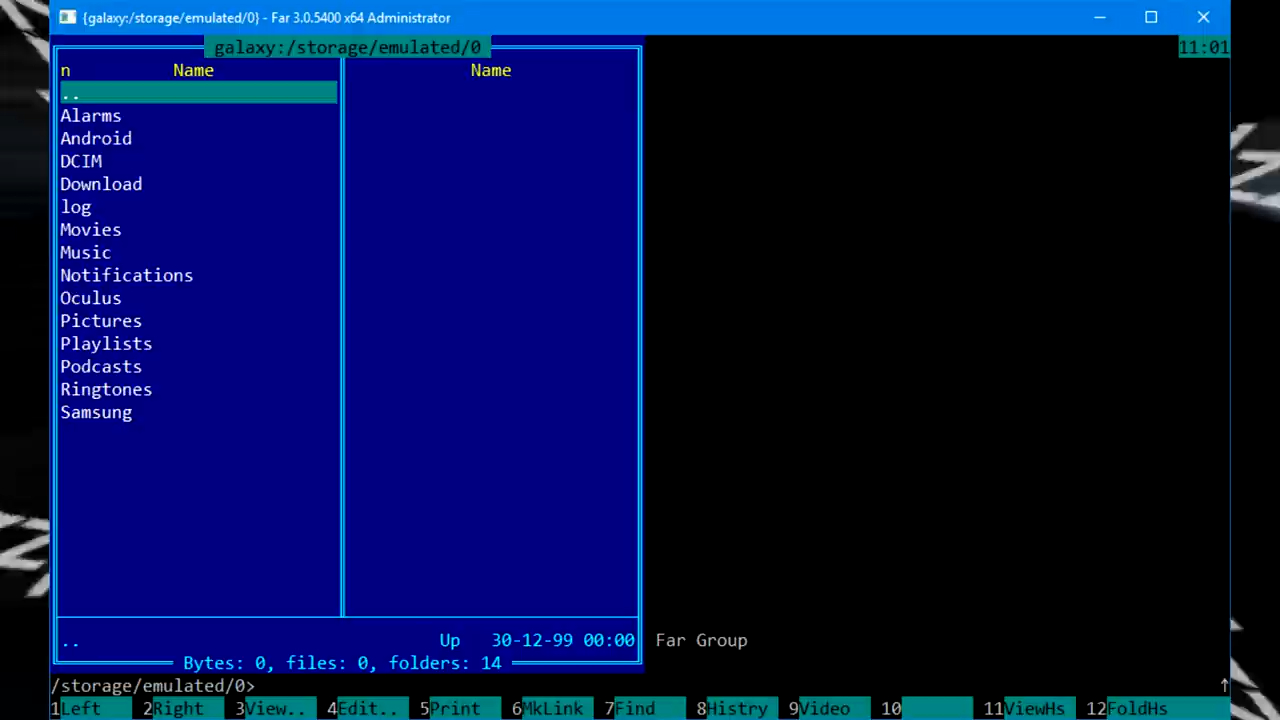 {galaxy:/storage/emulated/0} - Far 3.0.5400 x64 Administrator
galaxy:/storage/emulated/0
11:01
n Name Name
..
Alarms
Android
DCIM
Download
log
Movies
Music
Notifications
Oculus
Pictures
Playlists
Podcasts
Ringtones
Samsung
.. Up 30-12-99 00:00 Far Group
Bytes: 0, files: 0, folders: 14
/storage/emulated/0> ↑
1Left 2Right 3View.. 4Edit.. 5Print 6MkLink 7Find 8Histry 9Video 10 11ViewHs 12FoldHs